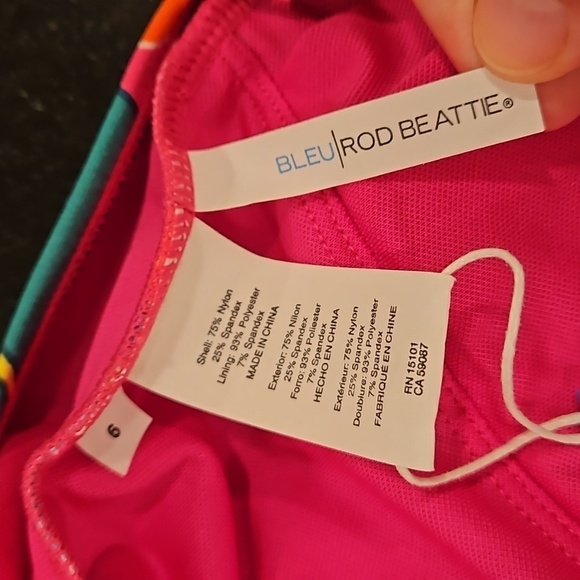 BLEU|ROD BEATTIE®
Shell: 75% Nylon
25% Spandex
Lining: 93% Polyester
7% Spandex
MADE IN CHINA
Exterior: 75% Nilon
25% Spandex
Forro: 93% Poliester
7% Spandex
HECHO EN CHINA
Extérieur: 75% Nylon
25% Spandex
Doublure: 93% Polyester
7% Spandex
FABRIQUÉ EN CHINE
RN 15101
CA 59087
6